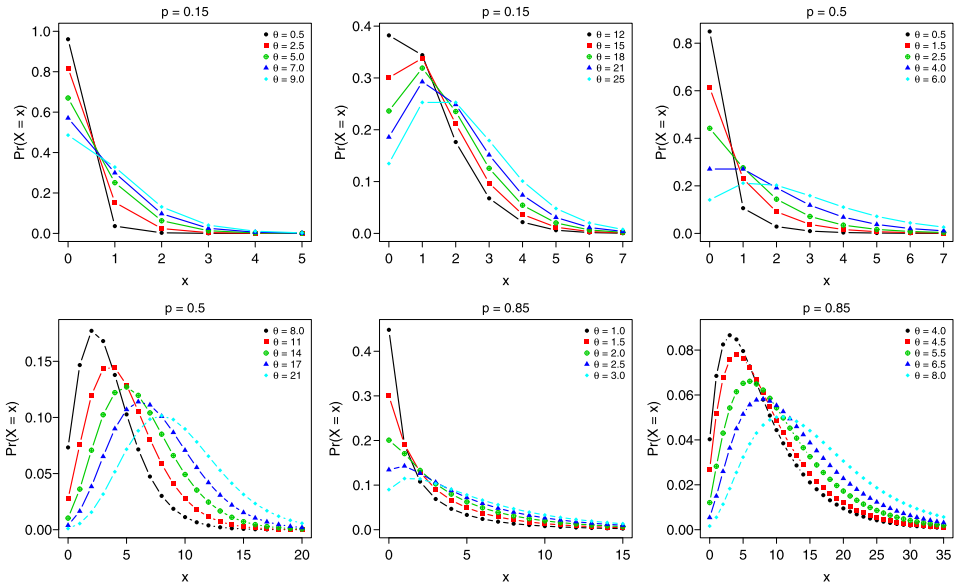 p = 0.15
Pr(X = x)
1.0
0.8
0.6
0.4
0.2
0.0
0 1 2 3 4 5
x
θ = 0.5
θ = 2.5
θ = 5.0
θ = 7.0
θ = 9.0
p = 0.15
Pr(X = x)
0.4
0.3
0.2
0.1
0.0
0 1 2 3 4 5 6 7
x
θ = 12
θ = 15
θ = 18
θ = 21
θ = 25
p = 0.5
Pr(X = x)
0.8
0.6
0.4
0.2
0.0
0 1 2 3 4 5 6 7
x
θ = 0.5
θ = 1.5
θ = 2.5
θ = 4.0
θ = 6.0
p = 0.5
Pr(X = x)
0.15
0.10
0.05
0.00
0 5 10 15 20
x
θ = 8.0
θ = 11
θ = 14
θ = 17
θ = 21
p = 0.85
Pr(X = x)
0.4
0.3
0.2
0.1
0.0
0 5 10 15
x
θ = 1.0
θ = 1.5
θ = 2.0
θ = 2.5
θ = 3.0
p = 0.85
Pr(X = x)
0.08
0.06
0.04
0.02
0.00
0 5 10 15 20 25 30 35
x
θ = 4.0
θ = 4.5
θ = 5.5
θ = 6.5
θ = 8.0